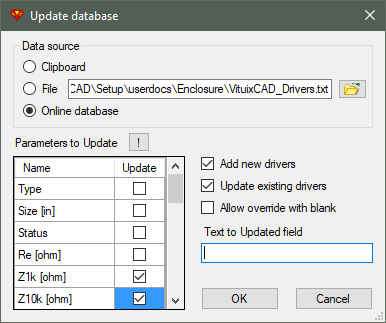 Update database
Data source
Clipboard
File CAD\Setup\userdocs\Enclosure\VituixCAD_Drivers.txt
Online database
Parameters to Update !
Name Update
Type
Size [in]
Status
Re [ohm]
Z1k [ohm]
Z10k [ohm]
Add new drivers
Update existing drivers
Allow override with blank
Text to Updated field
OK Cancel